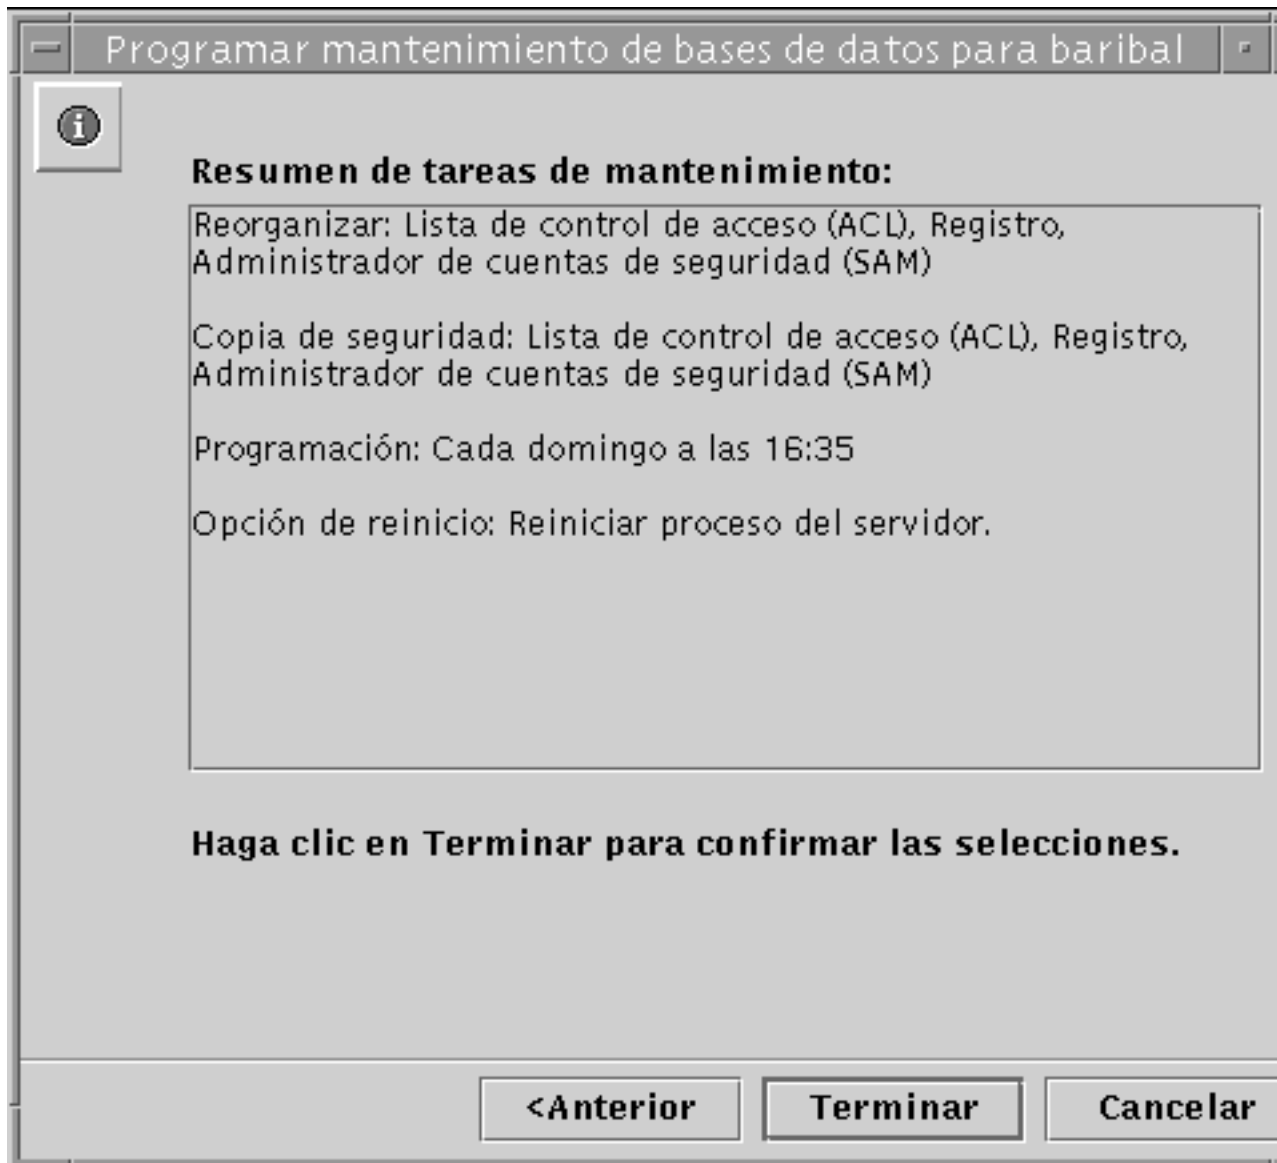 Programar mantenimiento de bases de datos para baribal
Resumen de tareas de mantenimiento:
Reorganizar: Lista de control de acceso (ACL), Registro,
Administrador de cuentas de seguridad (SAM)
Copia de seguridad: Lista de control de acceso (ACL), Registro,
Administrador de cuentas de seguridad (SAM)
Programación: Cada domingo a las 16:35
Opción de reinicio: Reiniciar proceso del servidor.
Haga clic en Terminar para confirmar las selecciones.
<Anterior
Terminar
Cancelar